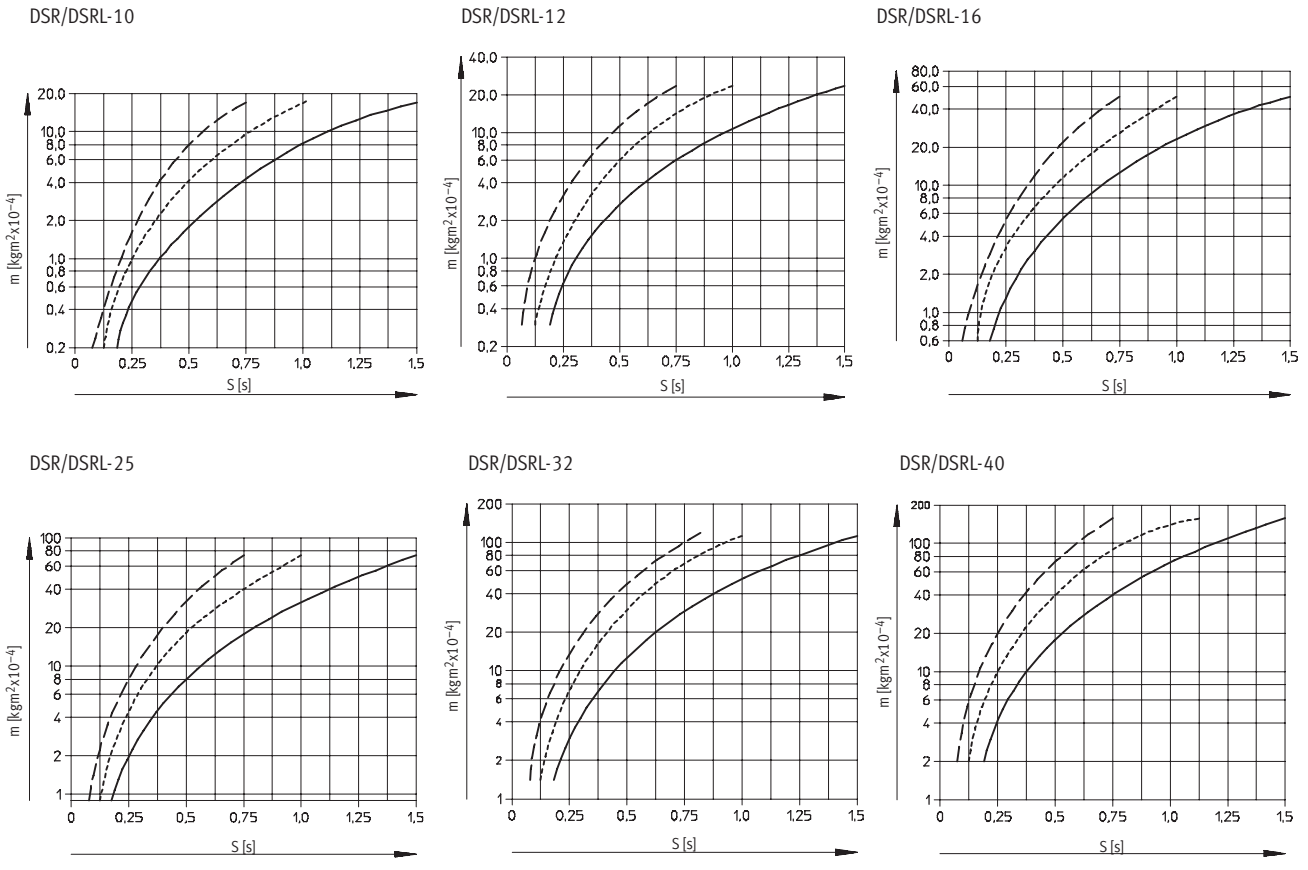 DSR/DSRL-10
20,0
10,0
8,0
6,0
4,0
2,0
1,0
0,8
0,6
0,4
0,2
m [kgm²x10⁻⁴]
0 0,25 0,5 0,75 1,0 1,25 1,5
S [s]
DSR/DSRL-12
40,0
20,0
10,0
8,0
6,0
4,0
2,0
1,0
0,8
0,6
0,4
0,2
m [kgm²x10⁻⁴]
0 0,25 0,5 0,75 1,0 1,25 1,5
S [s]
DSR/DSRL-16
80,0
60,0
40,0
20,0
10,0
8,0
6,0
4,0
2,0
1,0
0,8
0,6
m [kgm²x10⁻⁴]
0 0,25 0,5 0,75 1,0 1,25 1,5
S [s]
DSR/DSRL-25
100
80
60
40
20
10
8
6
4
2
1
m [kgm²x10⁻⁴]
0 0,25 0,5 0,75 1,0 1,25 1,5
S [s]
DSR/DSRL-32
200
100
80
60
40
20
10
8
6
4
2
1
m [kgm²x10⁻⁴]
0 0,25 0,5 0,75 1,0 1,25 1,5
S [s]
DSR/DSRL-40
200
100
80
60
40
20
10
8
6
4
2
1
m [kgm²x10⁻⁴]
0 0,25 0,5 0,75 1,0 1,25 1,5
S [s]